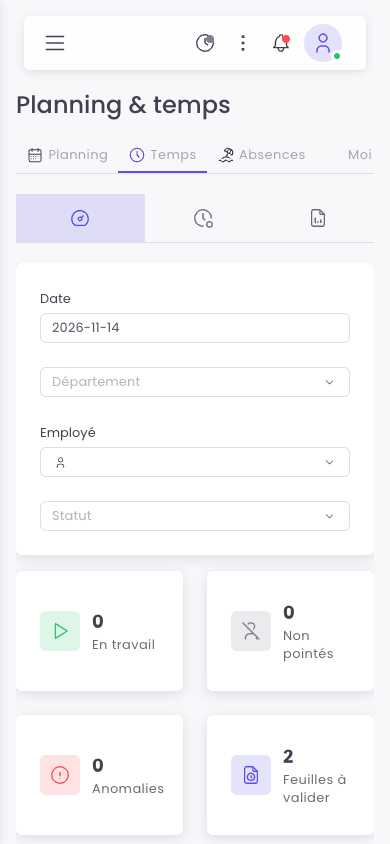 Planning & temps
Planning Temps Absences Moi
Date
2026-11-14
Département
Employé
Statut
0
En travail
0
Non
pointés
0
Anomalies
2
Feuilles à
valider